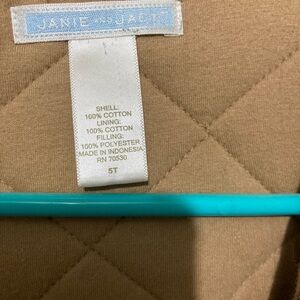 JANIE AND JACK
SHELL:
100% COTTON
LINING:
100% COTTON
FILLING:
100% POLYESTER
MADE IN INDONESIA
RN 70530
5T